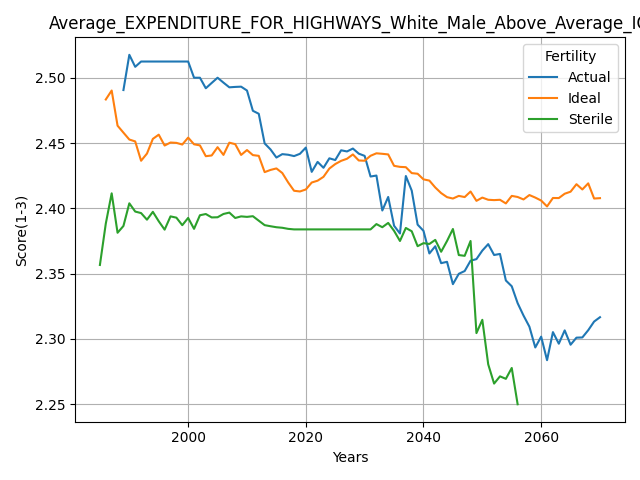 Average_EXPENDITURE_FOR_HIGHWAYS_White_Male_Above_Average_IQ
Fertility
Actual
Ideal
Sterile
Score(1-3)
2.50
2.45
2.40
2.35
2.30
2.25
2000
2020
2040
2060
Years